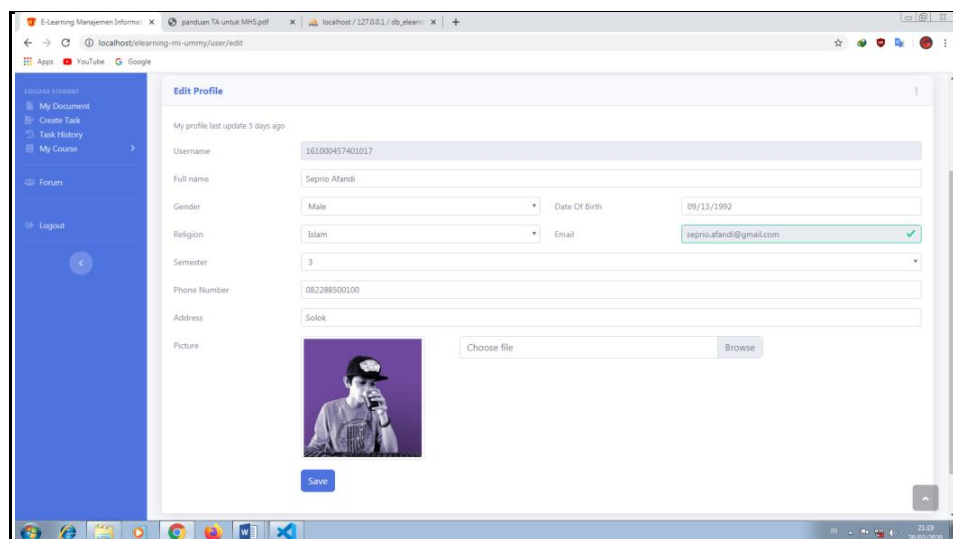 E-Learning Manajemen Informat
panduan TA untuk MHS.pdf
localhost / 127.0.0.1 / db_elearni
localhost/elearning-mi-ummy/user/edit
Apps YouTube Google
COLLEGE STUDENT
My Document
Create Task
Task History
My Course
Forum
Logout
Edit Profile
My profile last update 5 days ago
Username 161000457401017
Full name Seprio Afandi
Gender Male Date Of Birth 09/13/1992
Religion Islam Email seprio.afandi@gmail.com
Semester 3
Phone Number 082288500100
Address Solok
Picture Choose file Browse
Save
IN 21:19